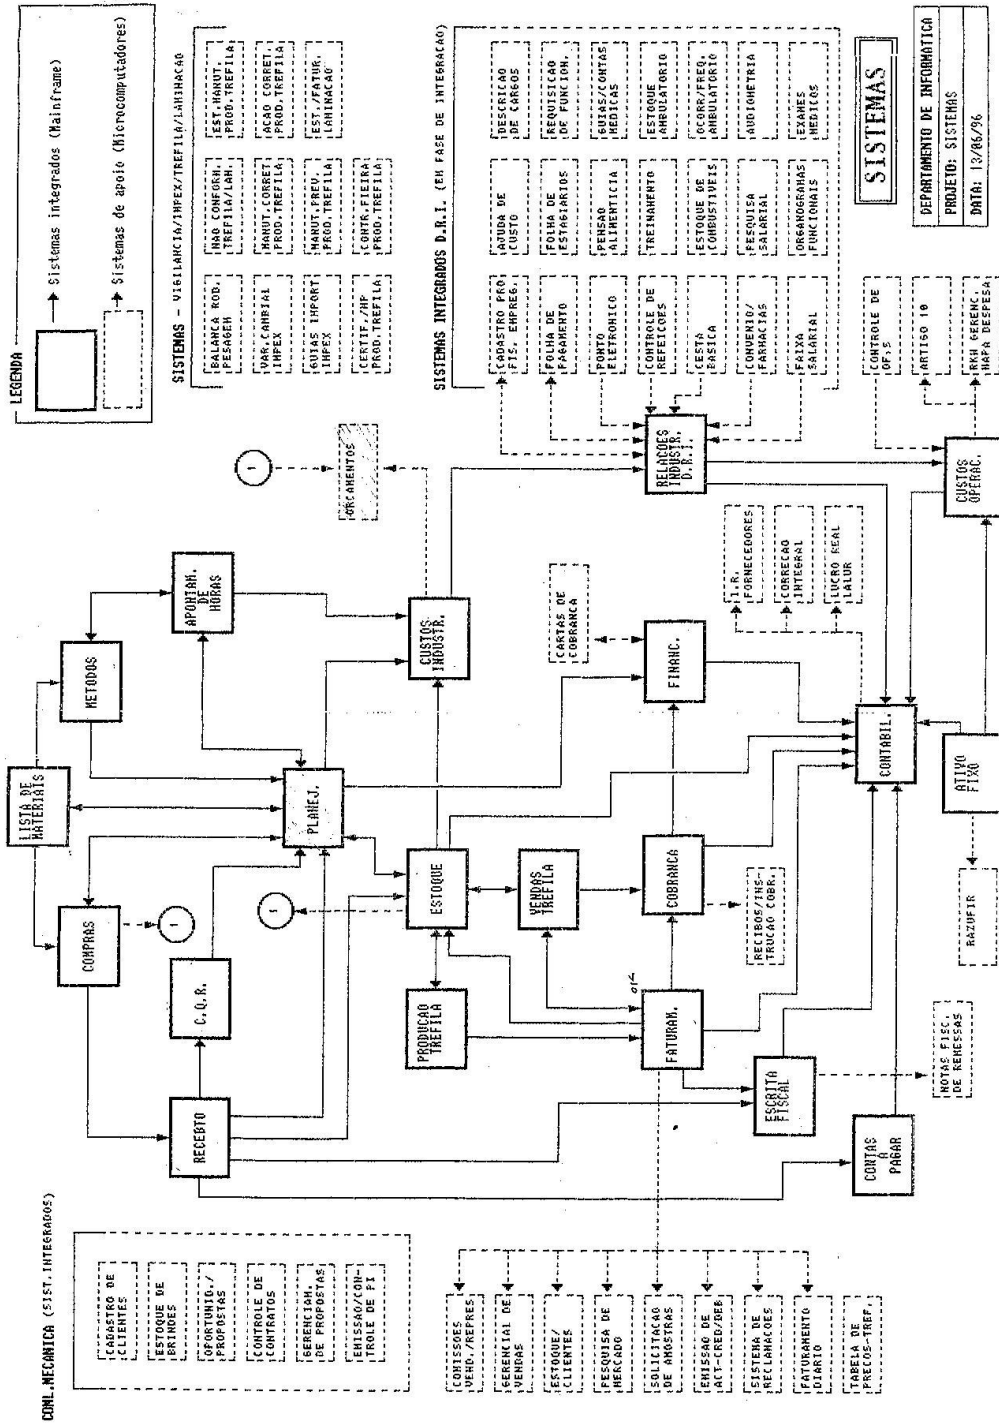 LEGENDA
Sistemas integrados (Mainframe)
Sistemas de apoio (Microcomputadores)
COML.MECANICA (SIST.INTEGRADOS)
CADASTRO DE
CLIENTES
ESTOQUE DE
BRINDES
OPORTUNID./
PROPOSTAS
CONTROLE DE
CONTRATOS
GERENCIAM.
DE PROPOSTAS
EMISSAO/CON-
TROLE DE PI
LISTA DE
MATERIAIS
COMPRAS
METODOS
1
RECEBTO
C.Q.R.
PLANEJ.
APONTAM.
DE
HORAS
1
1
ORCAMENTOS
PRODUCAO
TREFILA
ESTOQUE
CUSTOS
INDUSTR.
VENDAS
TREFILA
CARTAS DE
COBRANCA
FATURAM.
COBRANCA
FINANC.
RELACOES
INDUSTR.
D.R.I.
RECIBOS/INS-
TRUCAO COBR.
ESCRITA
FISCAL
I.R.
FORNECEDORES
CORRECAO
INTEGRAL
LUCRO REAL
LALUR
CONTAS
A
PAGAR
CONTABIL.
NOTAS FISC.
DE REMESSAS
RAZUFIR
ATIVO
FIXO
CUSTOS
OPERAC.
CONTROLE DE
OF,S
ARTIGO 10
RKW GERENC.
MAPA DESPESA
COMISSOES
VEND./REPRES
GERENCIAL DE
VENDAS
ESTOQUE/
CLIENTES
PESQUISA DE
MERCADO
SOLICITACAO
DE AMOSTRAS
EMISSAO DE
ACT-CRED/DEB
SISTEMA DE
RECLAMACOES
FATURAMENTO
DIARIO
TABELA DE
PRECOS-TREF.
SISTEMAS - VIGILANCIA/IMPEX/TREFILA/LAMINACAO
BALANCA ROD.
PESAGEM
NAO CONFORM.
TREFILA/LAM.
EST.MANUT.
PROD.TREFILA
VAR.CAMBIAL
IMPEX
MANUT.CORRET.
PROD.TREFILA
ACAO CORRET.
PROD.TREFILA
GUIAS IMPORT
IMPEX
MANUT.PREV.
PROD.TREFILA
EST./FATUR.
LAMINACAO
CERTIF./MP
PROD.TREFILA
CONTR.FIEIRA
PROD.TREFILA
SISTEMAS INTEGRADOS D.R.I. (EM FASE DE INTEGRACAO)
CADASTRO PRO
FIS. EMPREG.
AJUDA DE
CUSTO
DESCRICAO
DE CARGOS
FOLHA DE
PAGAMENTO
FOLHA DE
ESTAGIARIOS
REQUISICAO
DE FUNCION.
PONTO
ELETRONICO
PENSAO
ALIMENTICIA
GUIAS/CONTAS
MEDICAS
CONTROLE DE
REFEICOES
TREINAMENTO
ESTOQUE
AMBULATORIO
CESTA
BASICA
ESTOQUE DE
COMBUSTIVEIS
OCORR/FREQ.
AMBULATORIO
CONVENIO/
FARMACIAS
PESQUISA
SALARIAL
AUDIOMETRIA
FAIXA
SALARIAL
ORGANOGRAMAS
FUNCIONAIS
EXAMES
MEDICOS
SISTEMAS
DEPARTAMENTO DE INFORMATICA
PROJETO: SISTEMAS
DATA: 13/06/96